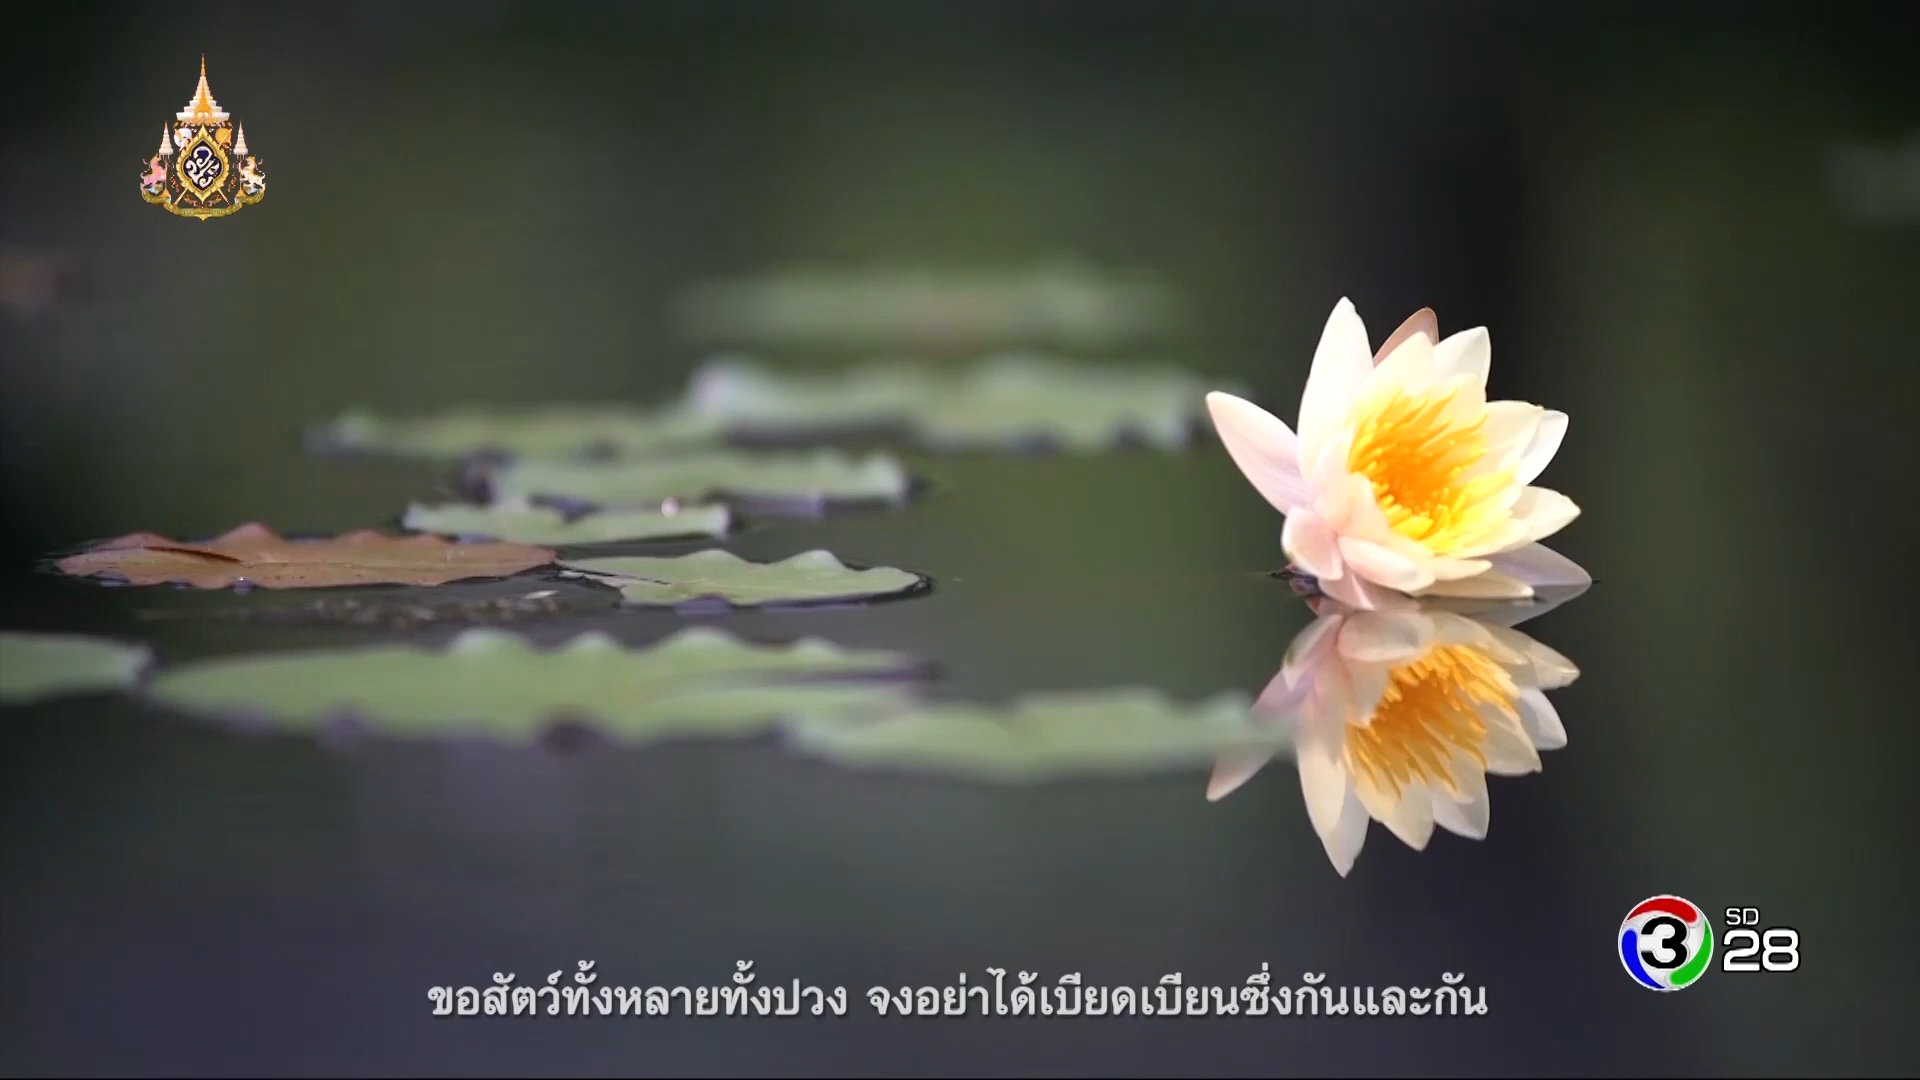 SD
3 28
ขอสัตว์ทั้งหลายทั้งปวง จงอย่าได้เบียดเบียนซึ่งกันและกัน